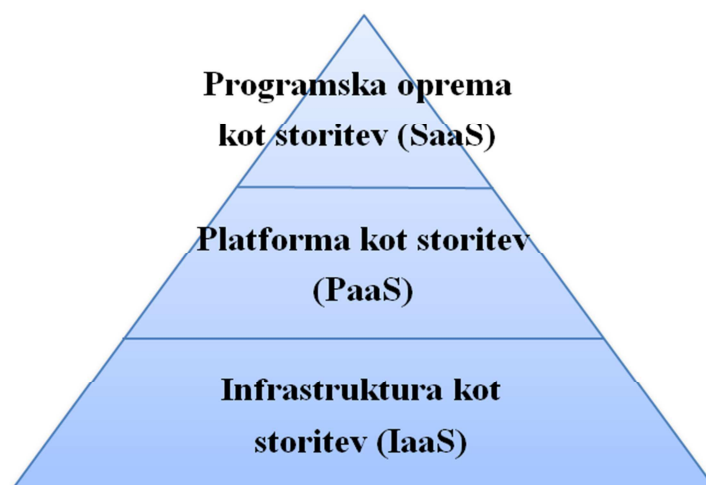 Programska oprema
kot storitev (SaaS)
Platforma kot storitev
(PaaS)
Infrastruktura kot
storitev (IaaS)